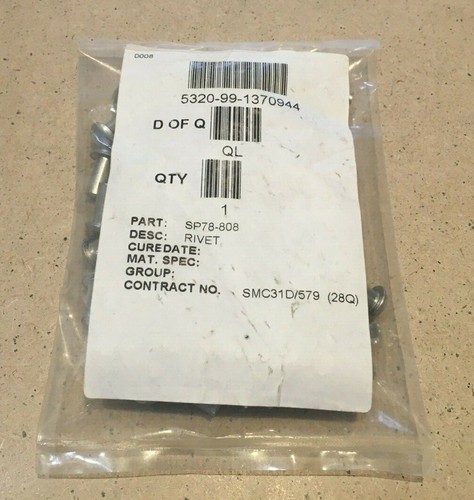 0006
5320-99-1370944
D OF Q
QL
QTY
1
PART: SP78-808
DESC: RIVET
CUREDATE:
MAT. SPEC:
GROUP:
CONTRACT NO. SMC31D/579 (28Q)